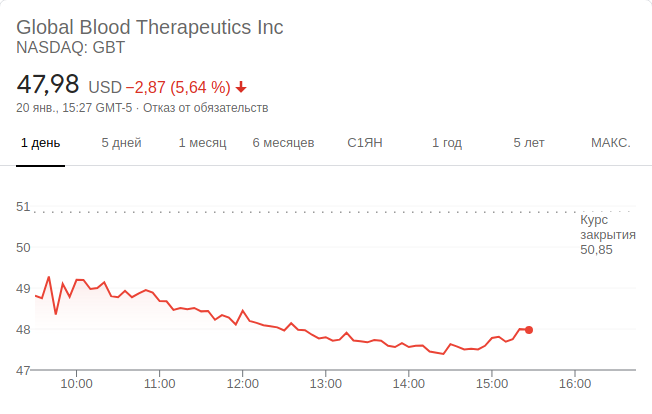 Global Blood Therapeutics Inc
NASDAQ: GBT
47,98 USD −2,87 (5,64 %)
20 янв., 15:27 GMT-5 · Отказ от обязательств
1 день 5 дней 1 месяц 6 месяцев С1ЯН 1 год 5 лет МАКС.
51
Курс
закрытия
50,85
50
49
48
47
10:00 11:00 12:00 13:00 14:00 15:00 16:00